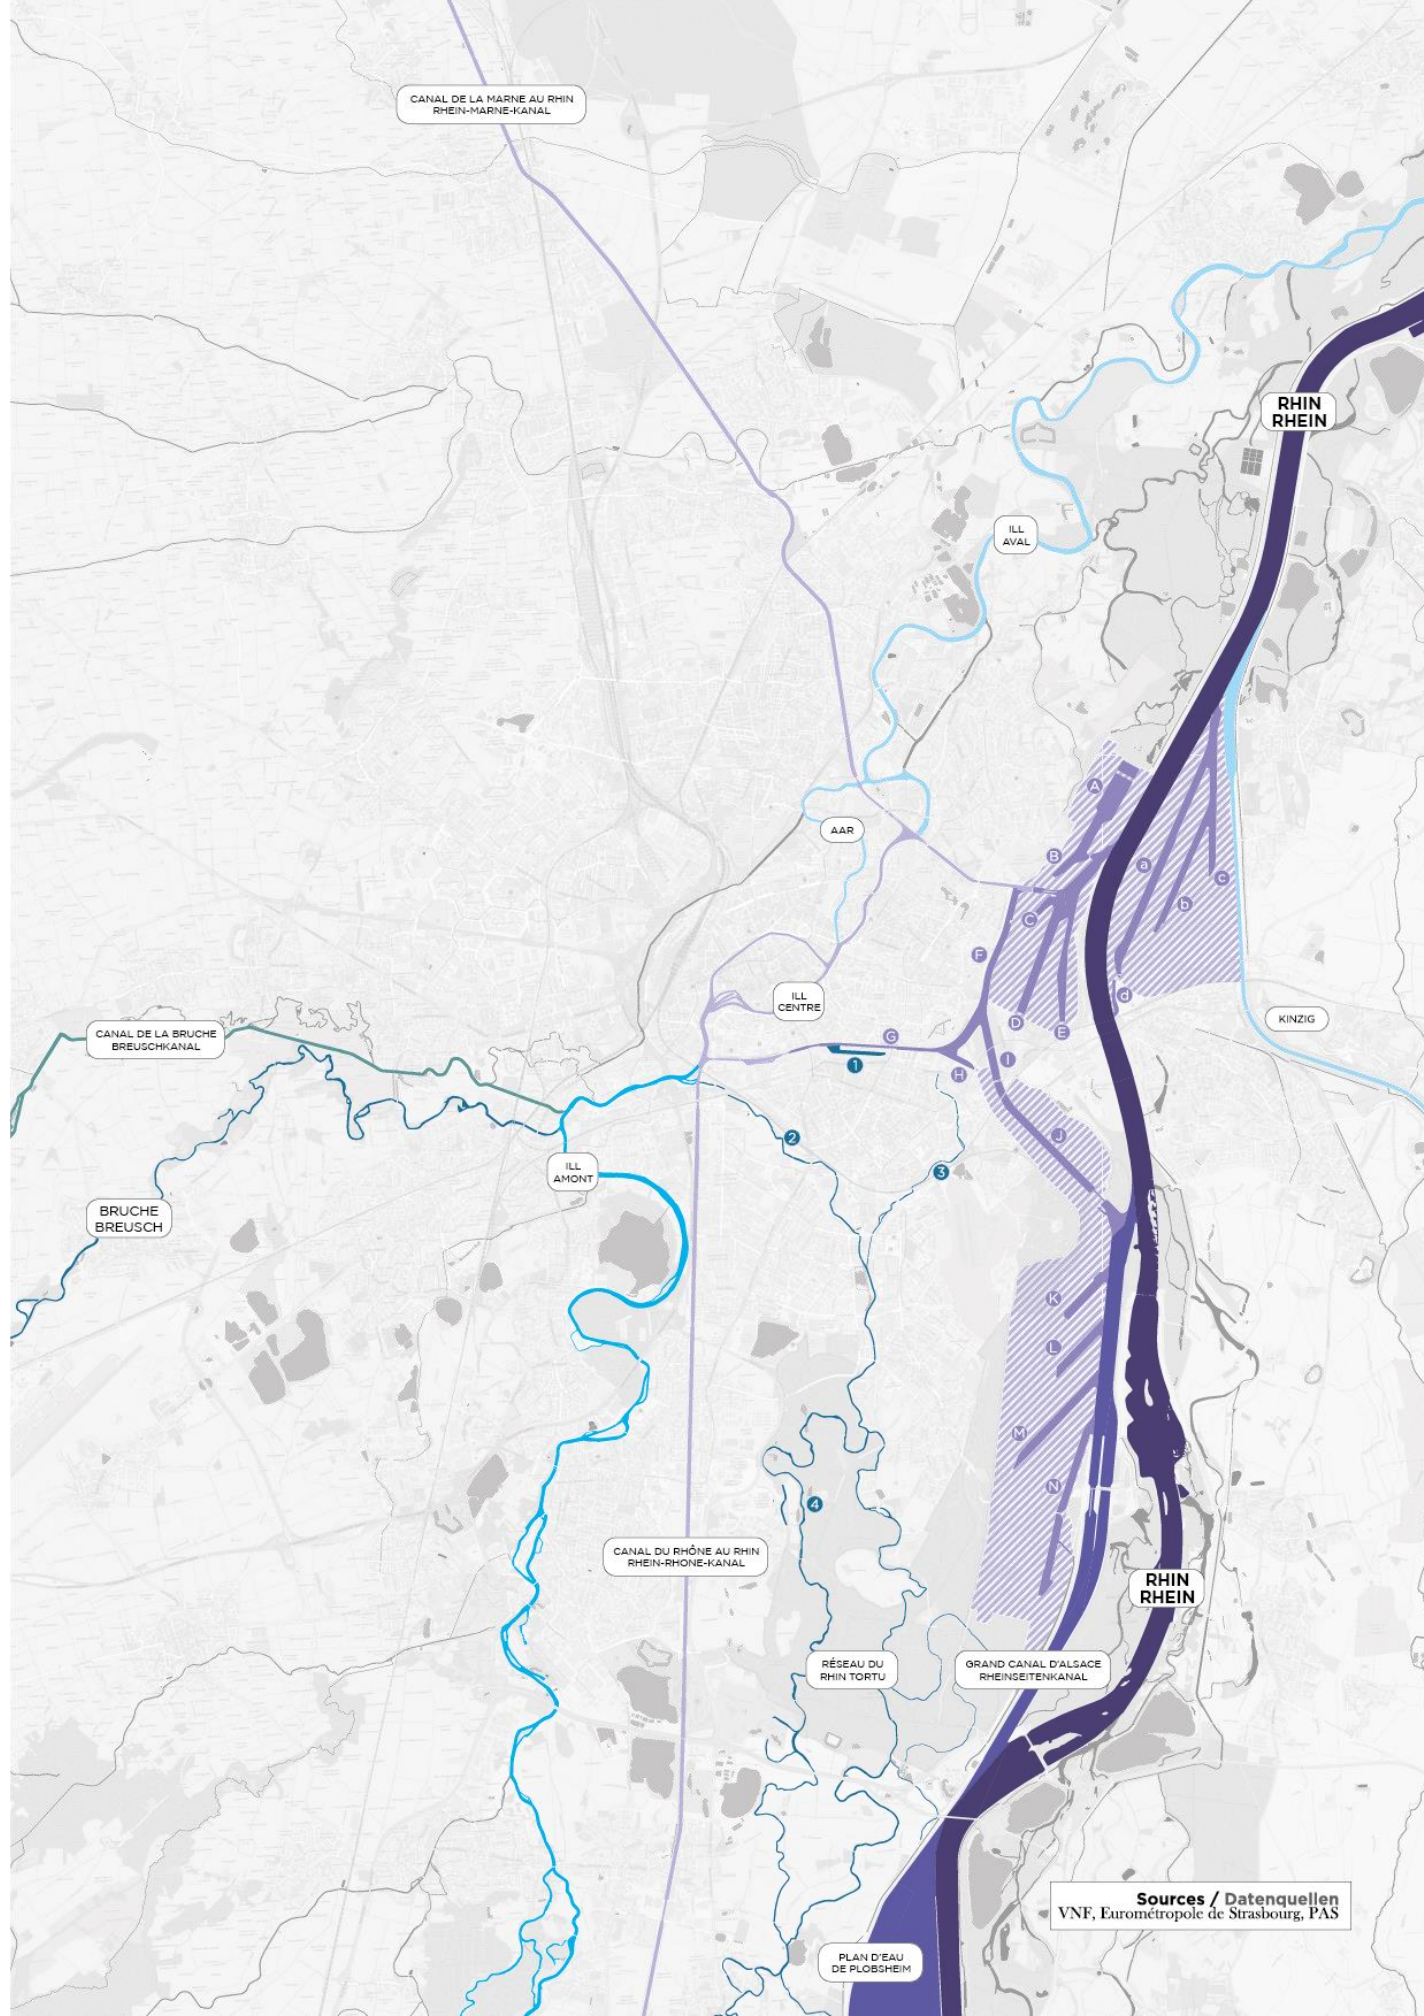 CANAL DE LA MARNE AU RHIN
RHEIN-MARNE-KANAL
RHIN
RHEIN
ILL
AVAL
A
AAR
B
a
c
b
C
F
d
ILL
CENTRE
D
E
KINZIG
CANAL DE LA BRUCHE
BREUSCHKANAL
G
1
I
H
2
J
3
ILL
AMONT
BRUCHE
BREUSCH
K
L
M
N
4
CANAL DU RHÔNE AU RHIN
RHEIN-RHONE-KANAL
RHIN
RHEIN
RÉSEAU DU
RHIN TORTU
GRAND CANAL D'ALSACE
RHEINSEITENKANAL
Sources / Datenquellen
VNF, Eurométropole de Strasbourg, PAS
PLAN D'EAU
DE PLOBSHEIM